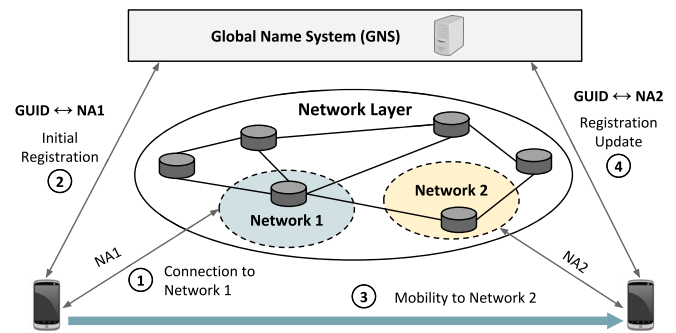 Global Name System (GNS)
GUID ↔ NA1
Initial
Registration
2
GUID ↔ NA2
Registration
Update
4
Network Layer
Network 1
Network 2
NA1
1
Connection to
Network 1
NA2
3
Mobility to Network 2